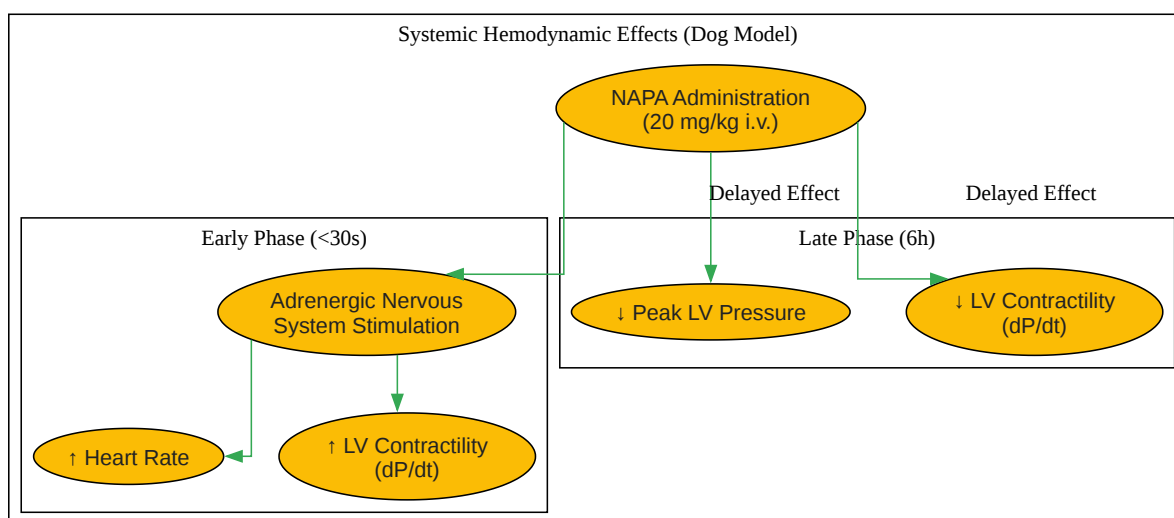 Systemic Hemodynamic Effects (Dog Model)
NAPA Administration
(20 mg/kg i.v.)
Delayed Effect
Delayed Effect
Early Phase (<30s)
Late Phase (6h)
Adrenergic Nervous
System Stimulation
↓ Peak LV Pressure
↓ LV Contractility
(dP/dt)
↑ Heart Rate
↑ LV Contractility
(dP/dt)